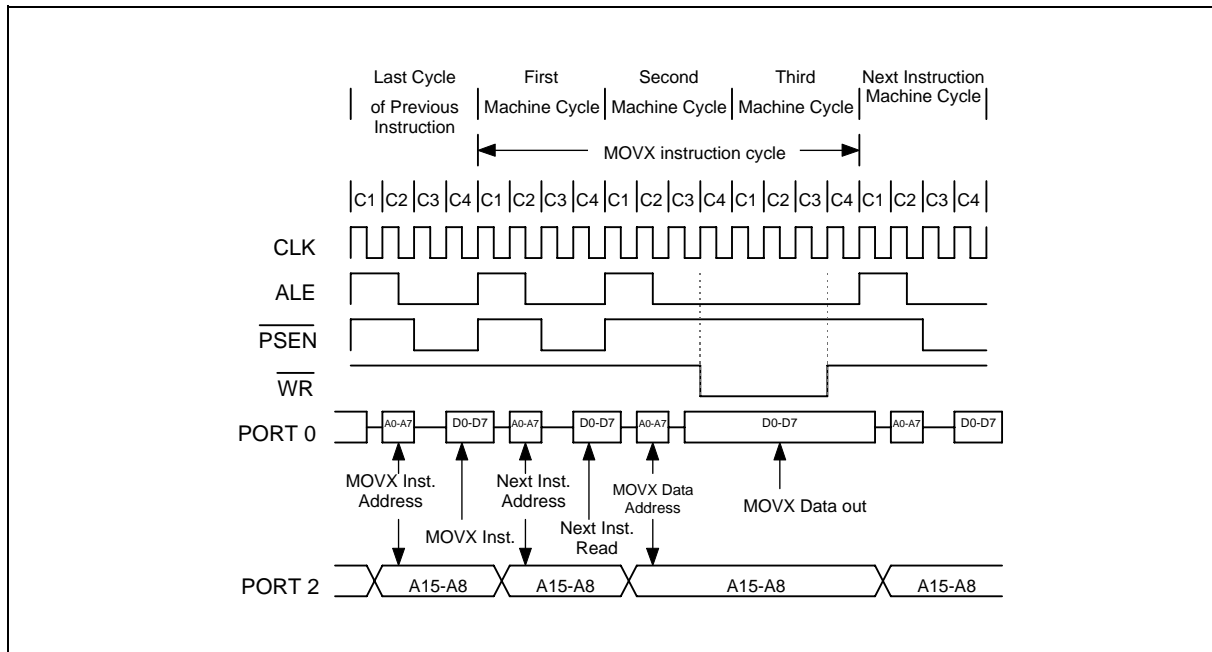 Last Cycle
of Previous
Instruction
First
Machine Cycle
Second
Machine Cycle
Third
Machine Cycle
Next Instruction
Machine Cycle
MOVX instruction cycle
C1 C2 C3 C4 C1 C2 C3 C4 C1 C2 C3 C4 C1 C2 C3 C4 C1 C2 C3 C4
CLK
ALE
PSEN
WR
PORT 0
A0-A7 D0-D7 A0-A7 D0-D7 A0-A7 D0-D7 A0-A7 D0-D7
MOVX Inst.
Address
MOVX Inst.
Next Inst.
Address
Next Inst.
Read
MOVX Data
Address
MOVX Data out
PORT 2
A15-A8 A15-A8 A15-A8 A15-A8